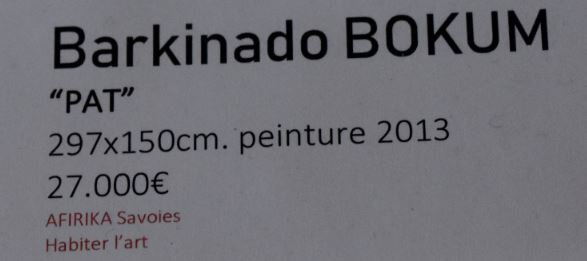 Barkinado BOKUM
“PAT”
297x150cm. peinture 2013
27.000€
AFIRIKA Savoies
Habiter l’art